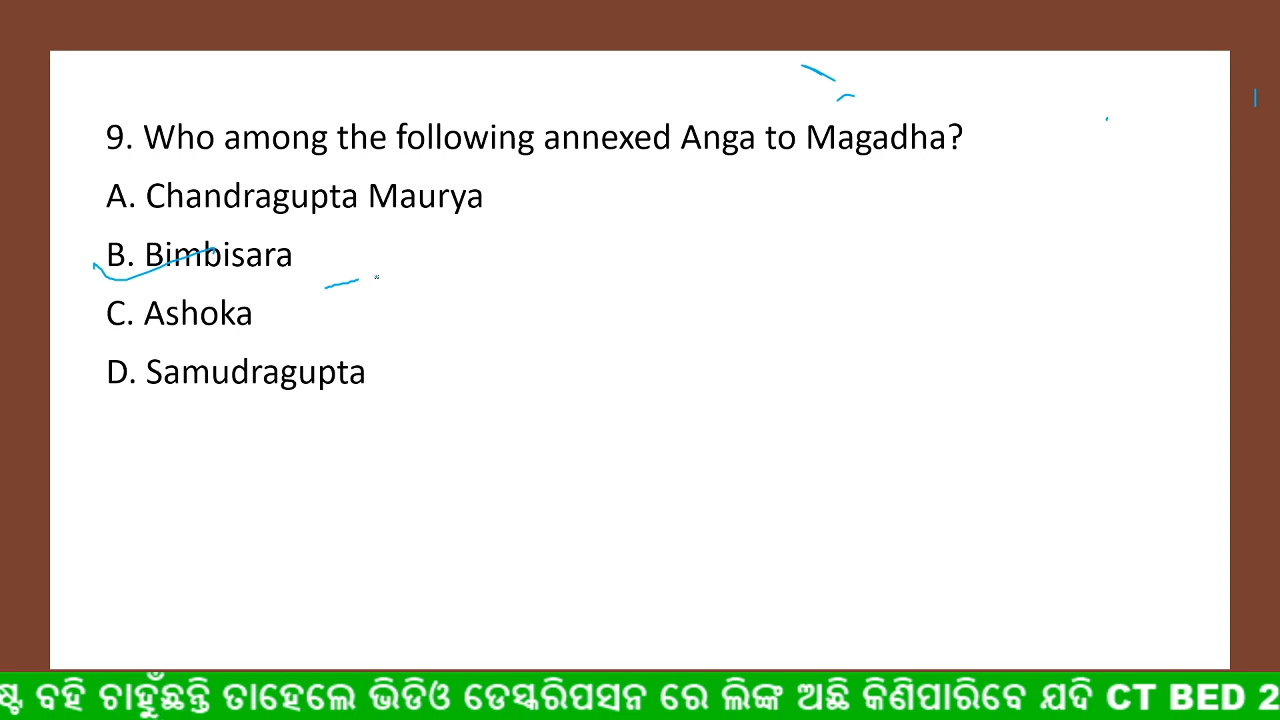 9. Who among the following annexed Anga to Magadha?
A. Chandragupta Maurya
B. Bimbisara
C. Ashoka
D. Samudragupta
ଷ୍ଟ ବହି ଚାହୁଁଛନ୍ତି ତାହେଲେ ଭିଡିଓ ଡେସ୍କରିପସନ ରେ ଲିଙ୍କ ଅଛି କିଣିପାରିବେ ଯଦି CT BED 2